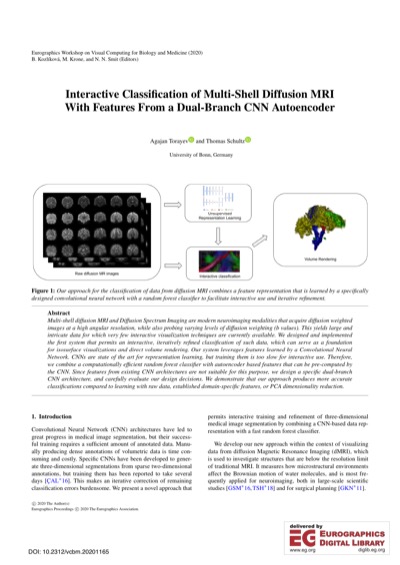 Eurographics Workshop on Visual Computing for Biology and Medicine (2020)
B. Kozlíková, M. Krone, and N. N. Smit (Editors)
Interactive Classification of Multi-Shell Diffusion MRI
With Features From a Dual-Branch CNN Autoencoder
Agajan Torayev and Thomas Schultz
University of Bonn, Germany
Raw diffusion MR images
Unsupervised
Representation Learning
Interactive classification
Volume Rendering
Figure 1: Our approach for the classification of data from diffusion MRI combines a feature representation that is learned by a specifically
designed convolutional neural network with a random forest classifier to facilitate interactive use and iterative refinement.
Abstract
Multi-shell diffusion MRI and Diffusion Spectrum Imaging are modern neuroimaging modalities that acquire diffusion weighted
images at a high angular resolution, while also probing varying levels of diffusion weighting (b values). This yields large and
intricate data for which very few interactive visualization techniques are currently available. We designed and implemented
the first system that permits an interactive, iteratively refined classification of such data, which can serve as a foundation
for isosurface visualizations and direct volume rendering. Our system leverages features learned by a Convolutional Neural
Network. CNNs are state of the art for representation learning, but training them is too slow for interactive use. Therefore,
we combine a computationally efficient random forest classifier with autoencoder based features that can be pre-computed by
the CNN. Since features from existing CNN architectures are not suitable for this purpose, we design a specific dual-branch
CNN architecture, and carefully evaluate our design decisions. We demonstrate that our approach produces more accurate
classifications compared to learning with raw data, established domain-specific features, or PCA dimensionality reduction.
1. Introduction
Convolutional Neural Network (CNN) architectures have led to
great progress in medical image segmentation, but their success-
ful training requires a sufficient amount of annotated data. Manu-
ally producing dense annotations of volumetric data is time con-
suming and costly. Specific CNNs have been developed to gener-
ate three-dimensional segmentations from sparse two-dimensional
annotations, but training them has been reported to take several
days [ÇAL*16]. This makes an iterative correction of remaining
classification errors burdensome. We present a novel approach that
permits interactive training and refinement of three-dimensional
medical image segmentation by combining a CNN-based data rep-
resentation with a fast random forest classifier.
We develop our new approach within the context of visualizing
data from diffusion Magnetic Resonance Imaging (dMRI), which
is used to investigate structures that are below the resolution limit
of traditional MRI. It measures how microstructural environments
affect the Brownian motion of water molecules, and is most fre-
quently applied for neuroimaging, both in large-scale scientific
studies [GSM*16, TSH*18] and for surgical planning [GKN*11].
© 2020 The Author(s)
Eurographics Proceedings © 2020 The Eurographics Association
DOI: 10.2312/vcbm.20201165
delivered by
EG EUROGRAPHICS
DIGITAL LIBRARY
www.eg.org diglib.eg.org